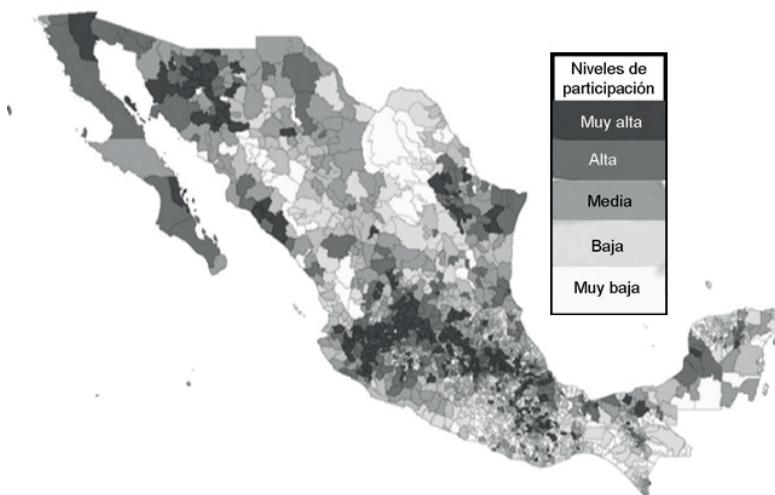 Niveles de
participación
Muy alta
Alta
Media
Baja
Muy baja